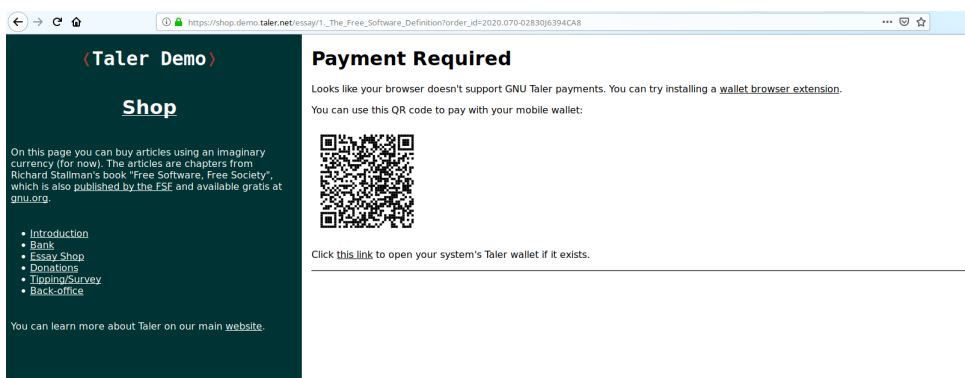 https://shop.demo.taler.net/essay/1._The_Free_Software_Definition?order_id=2020.070-02830J6394CA8
⟨Taler Demo⟩
Shop
On this page you can buy articles using an imaginary
currency (for now). The articles are chapters from
Richard Stallman's book "Free Software, Free Society",
which is also published by the FSF and available gratis at
gnu.org.
• Introduction
• Bank
• Essay Shop
• Donations
• Tipping/Survey
• Back-office
You can learn more about Taler on our main website.
Payment Required
Looks like your browser doesn't support GNU Taler payments. You can try installing a wallet browser extension.
You can use this QR code to pay with your mobile wallet:
Click this link to open your system's Taler wallet if it exists.